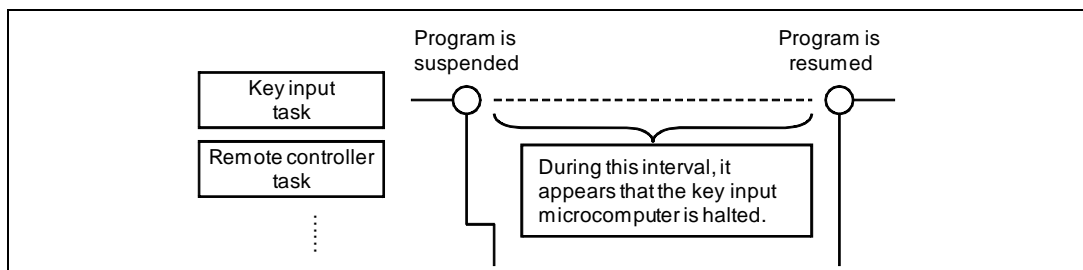 Program is
suspended
Program is
resumed
Key input
task
Remote controller
task
During this interval, it
appears that the key input
microcomputer is halted.